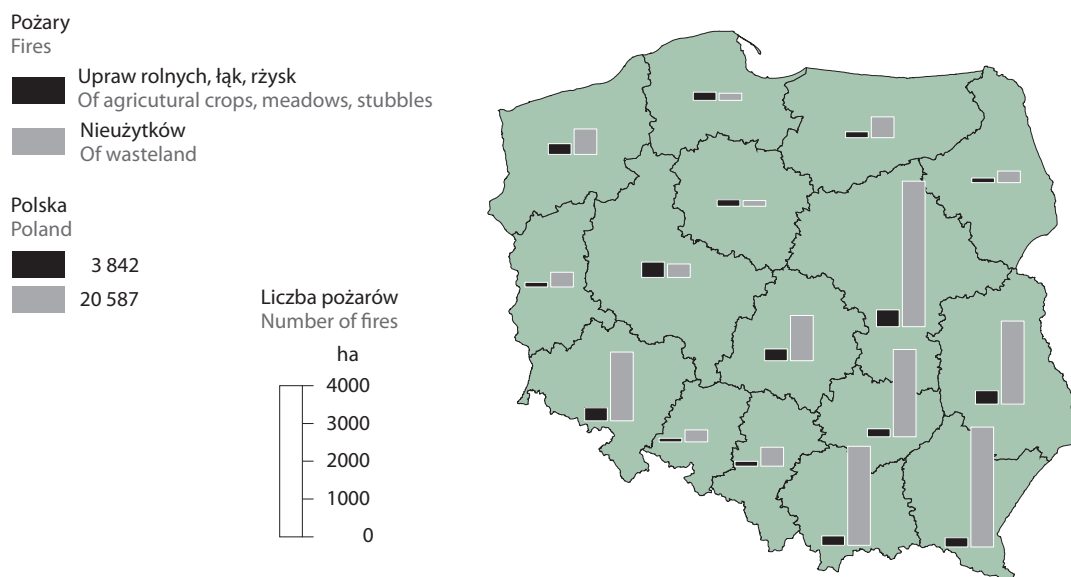 Pożary
Fires
Upraw rolnych, łąk, rżysk
Of agricutural crops, meadows, stubbles
Nieużytków
Of wasteland
Polska
Poland
3 842
20 587
Liczba pożarów
Number of fires
ha
4000
3000
2000
1000
0